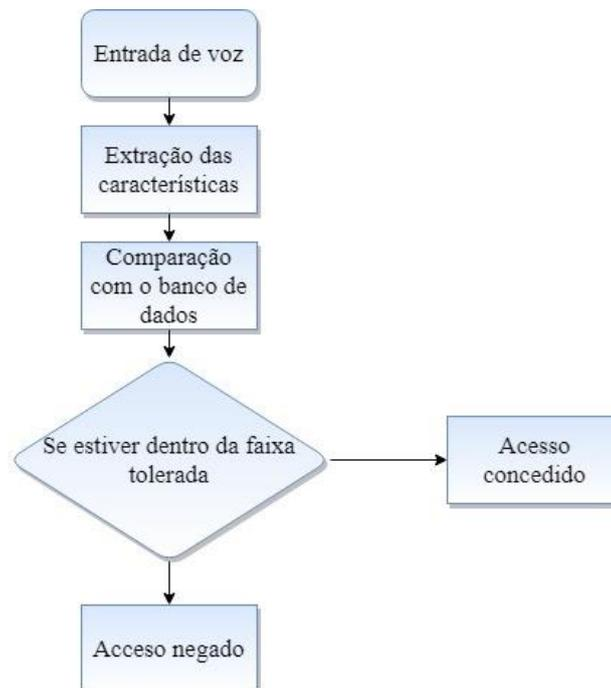 Entrada de voz
Extração das
características
Comparação
com o banco de
dados
Se estiver dentro da faixa
tolerada
Acesso
concedido
Acceso negado